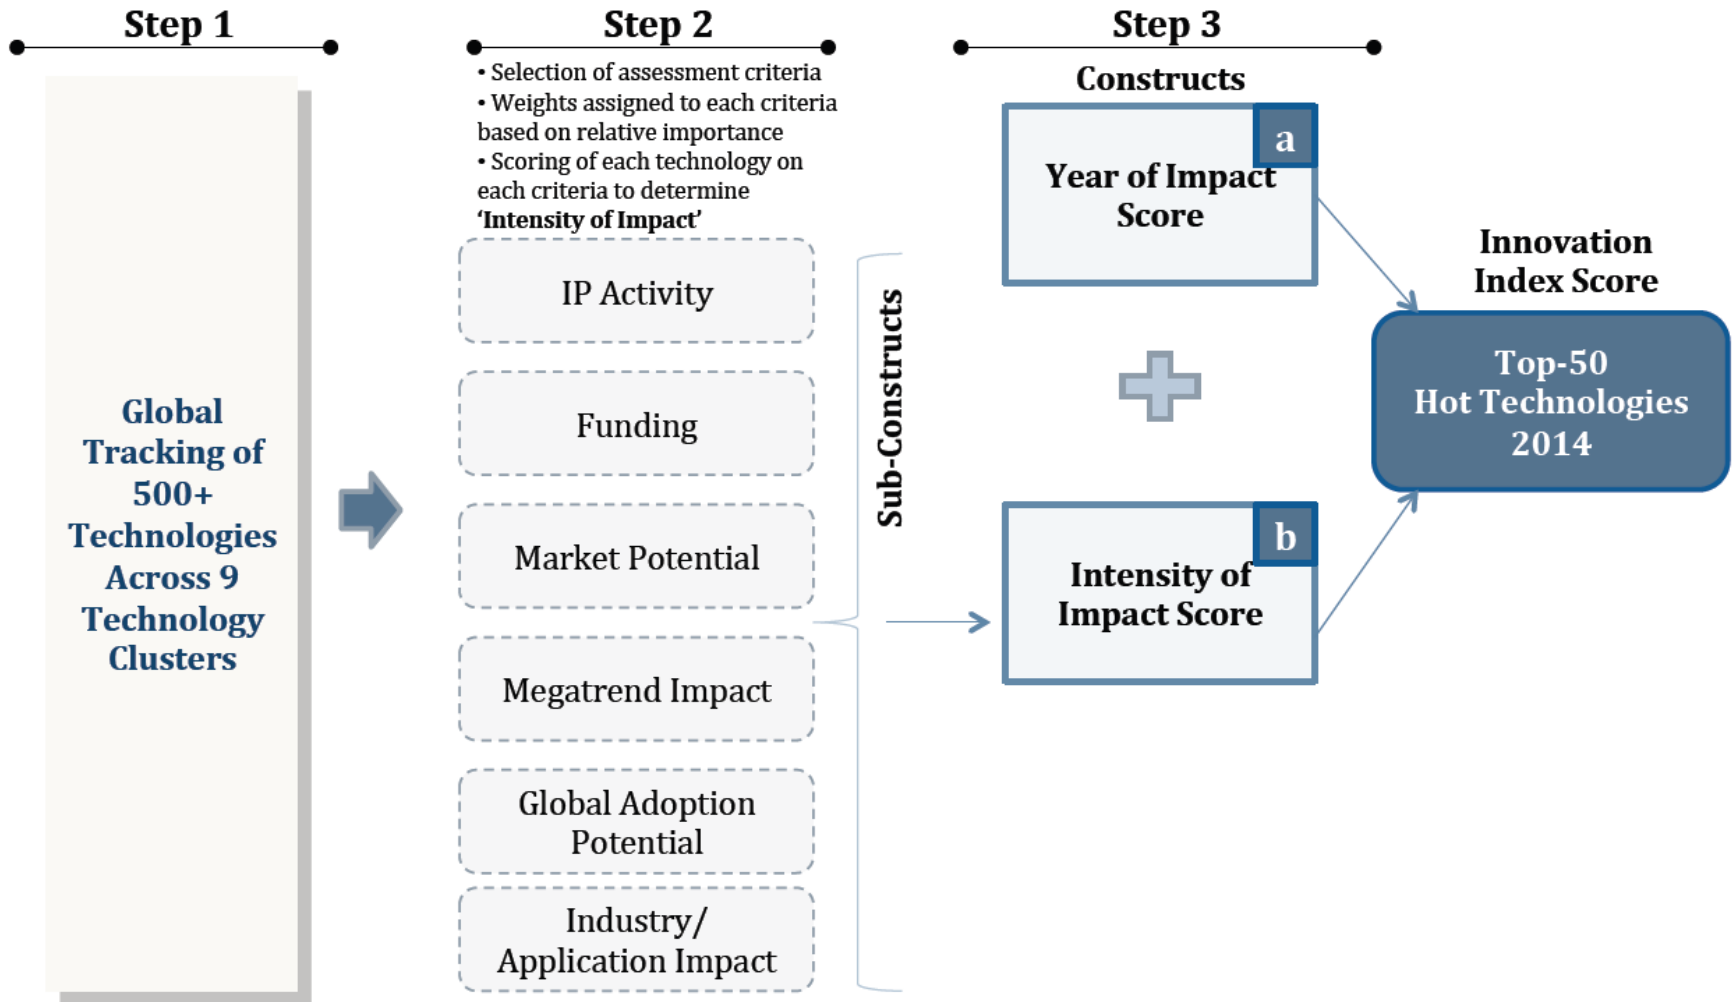 Step 1
Global
Tracking of
500+
Technologies
Across 9
Technology
Clusters
Step 2
• Selection of assessment criteria
• Weights assigned to each criteria
based on relative importance
• Scoring of each technology on
each criteria to determine
‘Intensity of Impact’
IP Activity
Funding
Market Potential
Megatrend Impact
Global Adoption
Potential
Industry/
Application Impact
Sub-Constructs
Step 3
Constructs
a
Year of Impact
Score
b
Intensity of
Impact Score
Innovation
Index Score
Top-50
Hot Technologies
2014